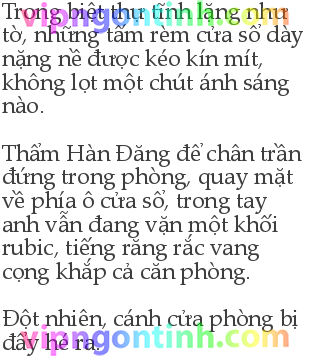 Trong biệt thự tĩnh lặng như
tờ, những tấm rèm cửa sổ dày
nặng nề được kéo kín mít,
không lọt một chút ánh sáng
nào.
Thẩm Hàn Đăng để chân trần
đứng trong phòng, quay mặt
về phía ô cửa sổ, trong tay
anh vẫn đang vặn một khối
rubic, tiếng răng rắc vang
cọng khắp cả căn phòng.
Đột nhiên, cánh cửa phòng bị
đẩy hé ra.
vipngontinh.com
vipngontinh.com